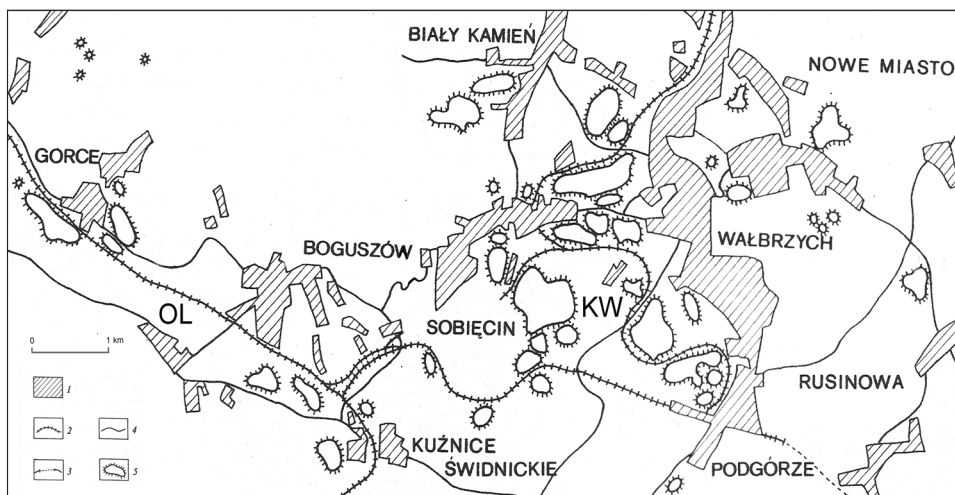 BIAŁY KAMIEŃ
NOWE MIASTO
GORCE
BOGUSZÓW
WAŁBRZYCH
OL
KW
SOBIĘCIN
0 1 km
RUSINOWA
1
2
3
4
5
KUŹNICE
ŚWIDNICKIE
PODGÓRZE